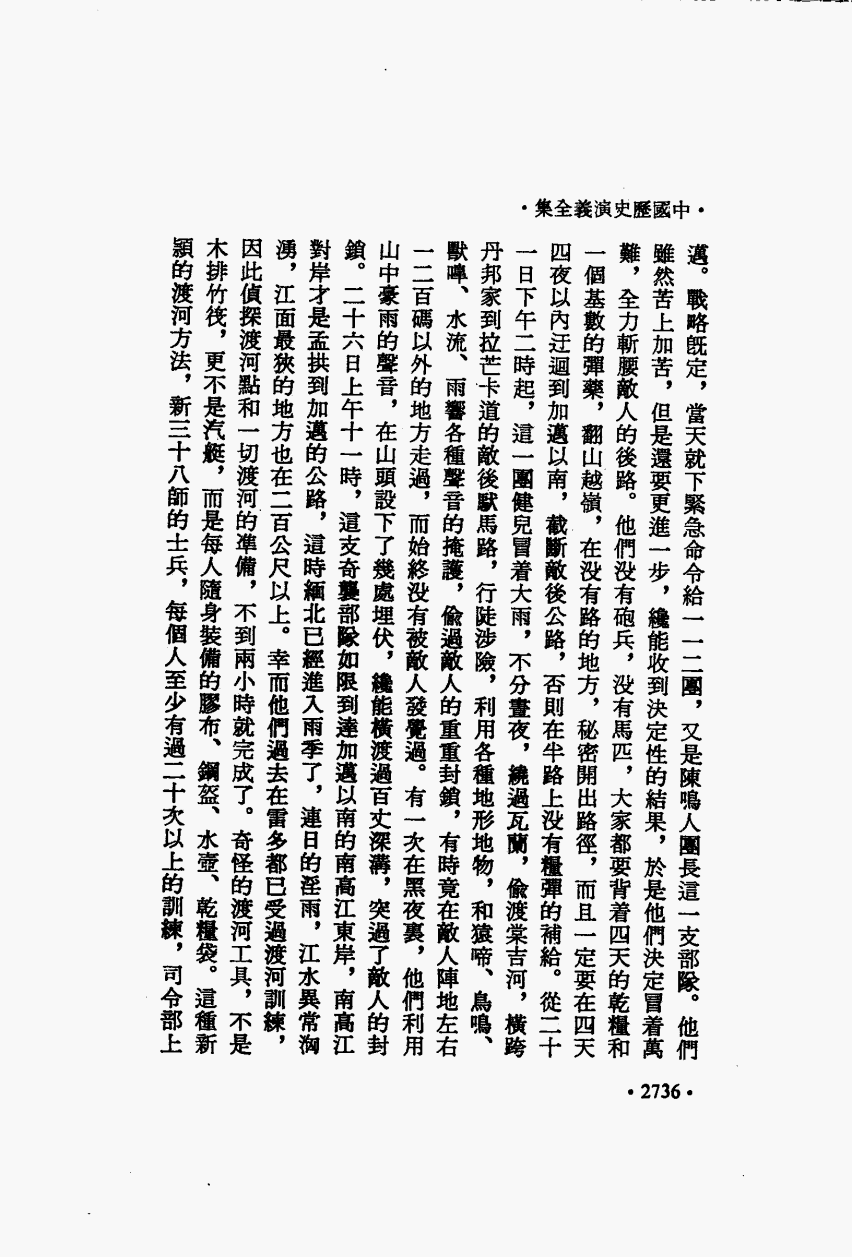 ·中國歷史演義全集·
邁。戰略既定，當天就下緊急命令給一一二團，又是陳鳴人團長這一支部隊。他們
雖然苦上加苦，但是還要更進一步，纔能收到決定性的結果，於是他們決定冒着萬
難，全力斬腰敵人的後路。他們没有砲兵，没有馬匹，大家都要背着四天的乾糧和
一個基數的彈藥，翻山越嶺，在没有路的地方，秘密開出路徑，而且一定要在四天
四夜以內迂迴到加邁以南，截斷敵後公路，否則在半路上没有糧彈的補給。從二十
一日下午二時起，這一團健兒冒着大雨，不分晝夜，繞過瓦蘭，偸渡棠吉河，橫跨
丹邦家到拉芒卡道的敵後馱馬路，行陡涉險，利用各種地形地物，和猿啼、鳥鳴、
獸嘷、水流、雨響各種聲音的掩護，偸過敵人的重重封鎖，有時竟在敵人陣地左右
一二百碼以外的地方走過，而始終没有被敵人發覺過。有一次在黑夜裏，他們利用
山中豪雨的聲音，在山頭設下了幾處埋伏，纔能橫渡過百丈深溝，突過了敵人的封
鎖。二十六日上午十一時，這支奇襲部隊如限到達加邁以南的南高江東岸，南高江
對岸才是孟拱到加邁的公路，這時緬北已經進入雨季了，連日的淫雨，江水異常洶
湧，江面最狹的地方也在二百公尺以上。幸而他們過去在雷多都已受過渡河訓練，
因此偵探渡河點和一切渡河的準備，不到兩小時就完成了。奇怪的渡河工具，不是
木排竹筏，更不是汽艇，而是每人隨身裝備的膠布、鋼盔、水壺、乾糧袋。這種新
穎的渡河方法，新三十八師的士兵，每個人至少有過二十次以上的訓練，司令部上
·2736·